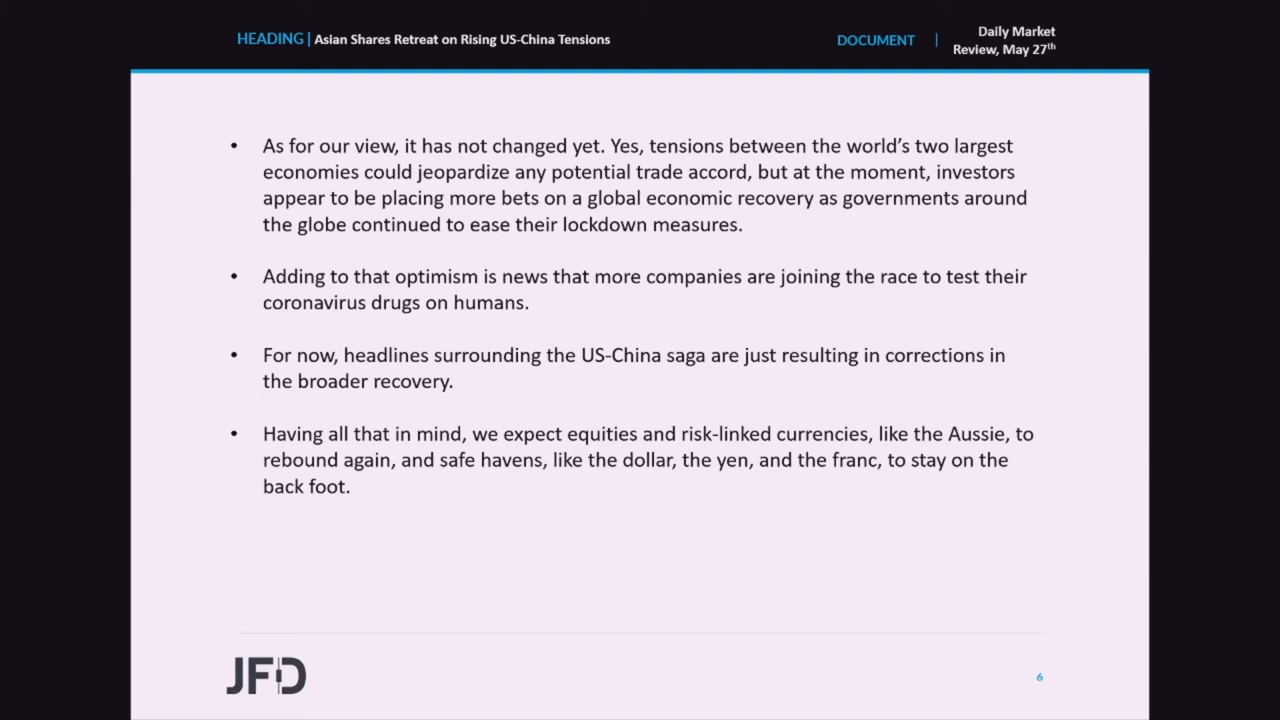 HEADING | Asian Shares Retreat on Rising US-China Tensions
DOCUMENT | Daily Market
Review, May 27th
• As for our view, it has not changed yet. Yes, tensions between the world’s two largest
economies could jeopardize any potential trade accord, but at the moment, investors
appear to be placing more bets on a global economic recovery as governments around
the globe continued to ease their lockdown measures.
• Adding to that optimism is news that more companies are joining the race to test their
coronavirus drugs on humans.
• For now, headlines surrounding the US-China saga are just resulting in corrections in
the broader recovery.
• Having all that in mind, we expect equities and risk-linked currencies, like the Aussie, to
rebound again, and safe havens, like the dollar, the yen, and the franc, to stay on the
back foot.
JFD
6